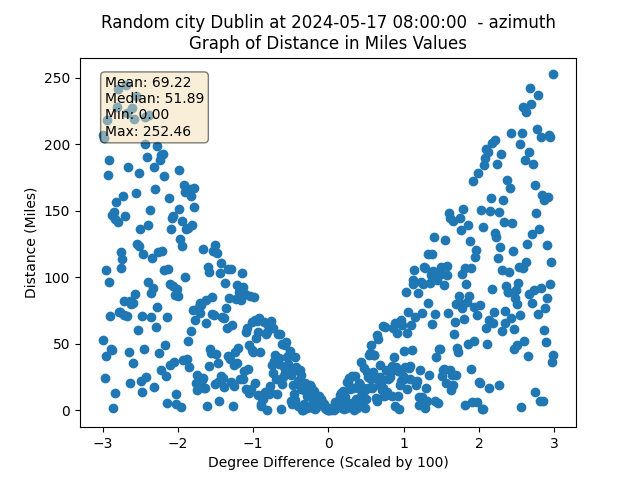 Random city Dublin at 2024-05-17 08:00:00  - azimuth
Graph of Distance in Miles Values
Mean: 69.22
Median: 51.89
Min: 0.00
Max: 252.46
250
200
150
100
50
0
Distance (Miles)
−3
−2
−1
0
1
2
3
Degree Difference (Scaled by 100)